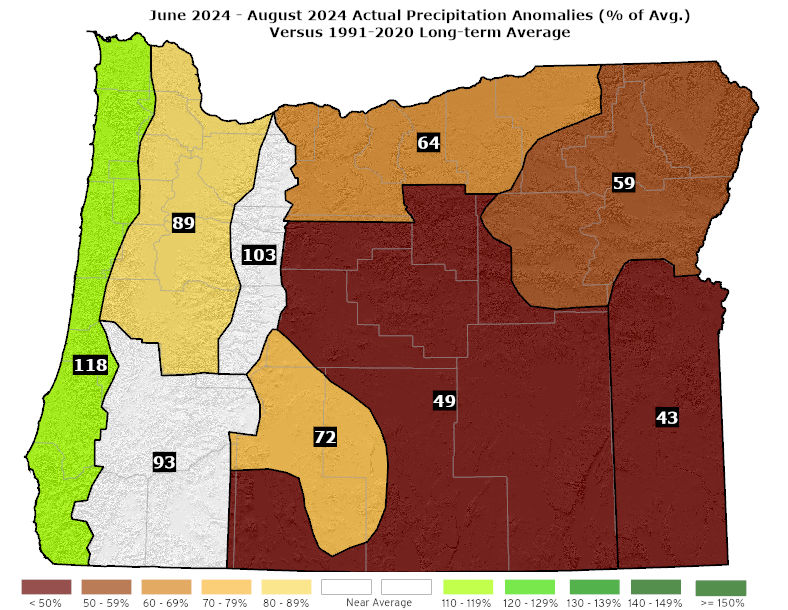 June 2024 - August 2024 Actual Precipitation Anomalies (% of Avg.)
Versus 1991-2020 Long-term Average
64
59
89
103
118
49
43
72
93
< 50%
50 - 59%
60 - 69%
70 - 79%
80 - 89%
Near Average
110 - 119%
120 - 129%
130 - 139%
140 - 149%
>= 150%